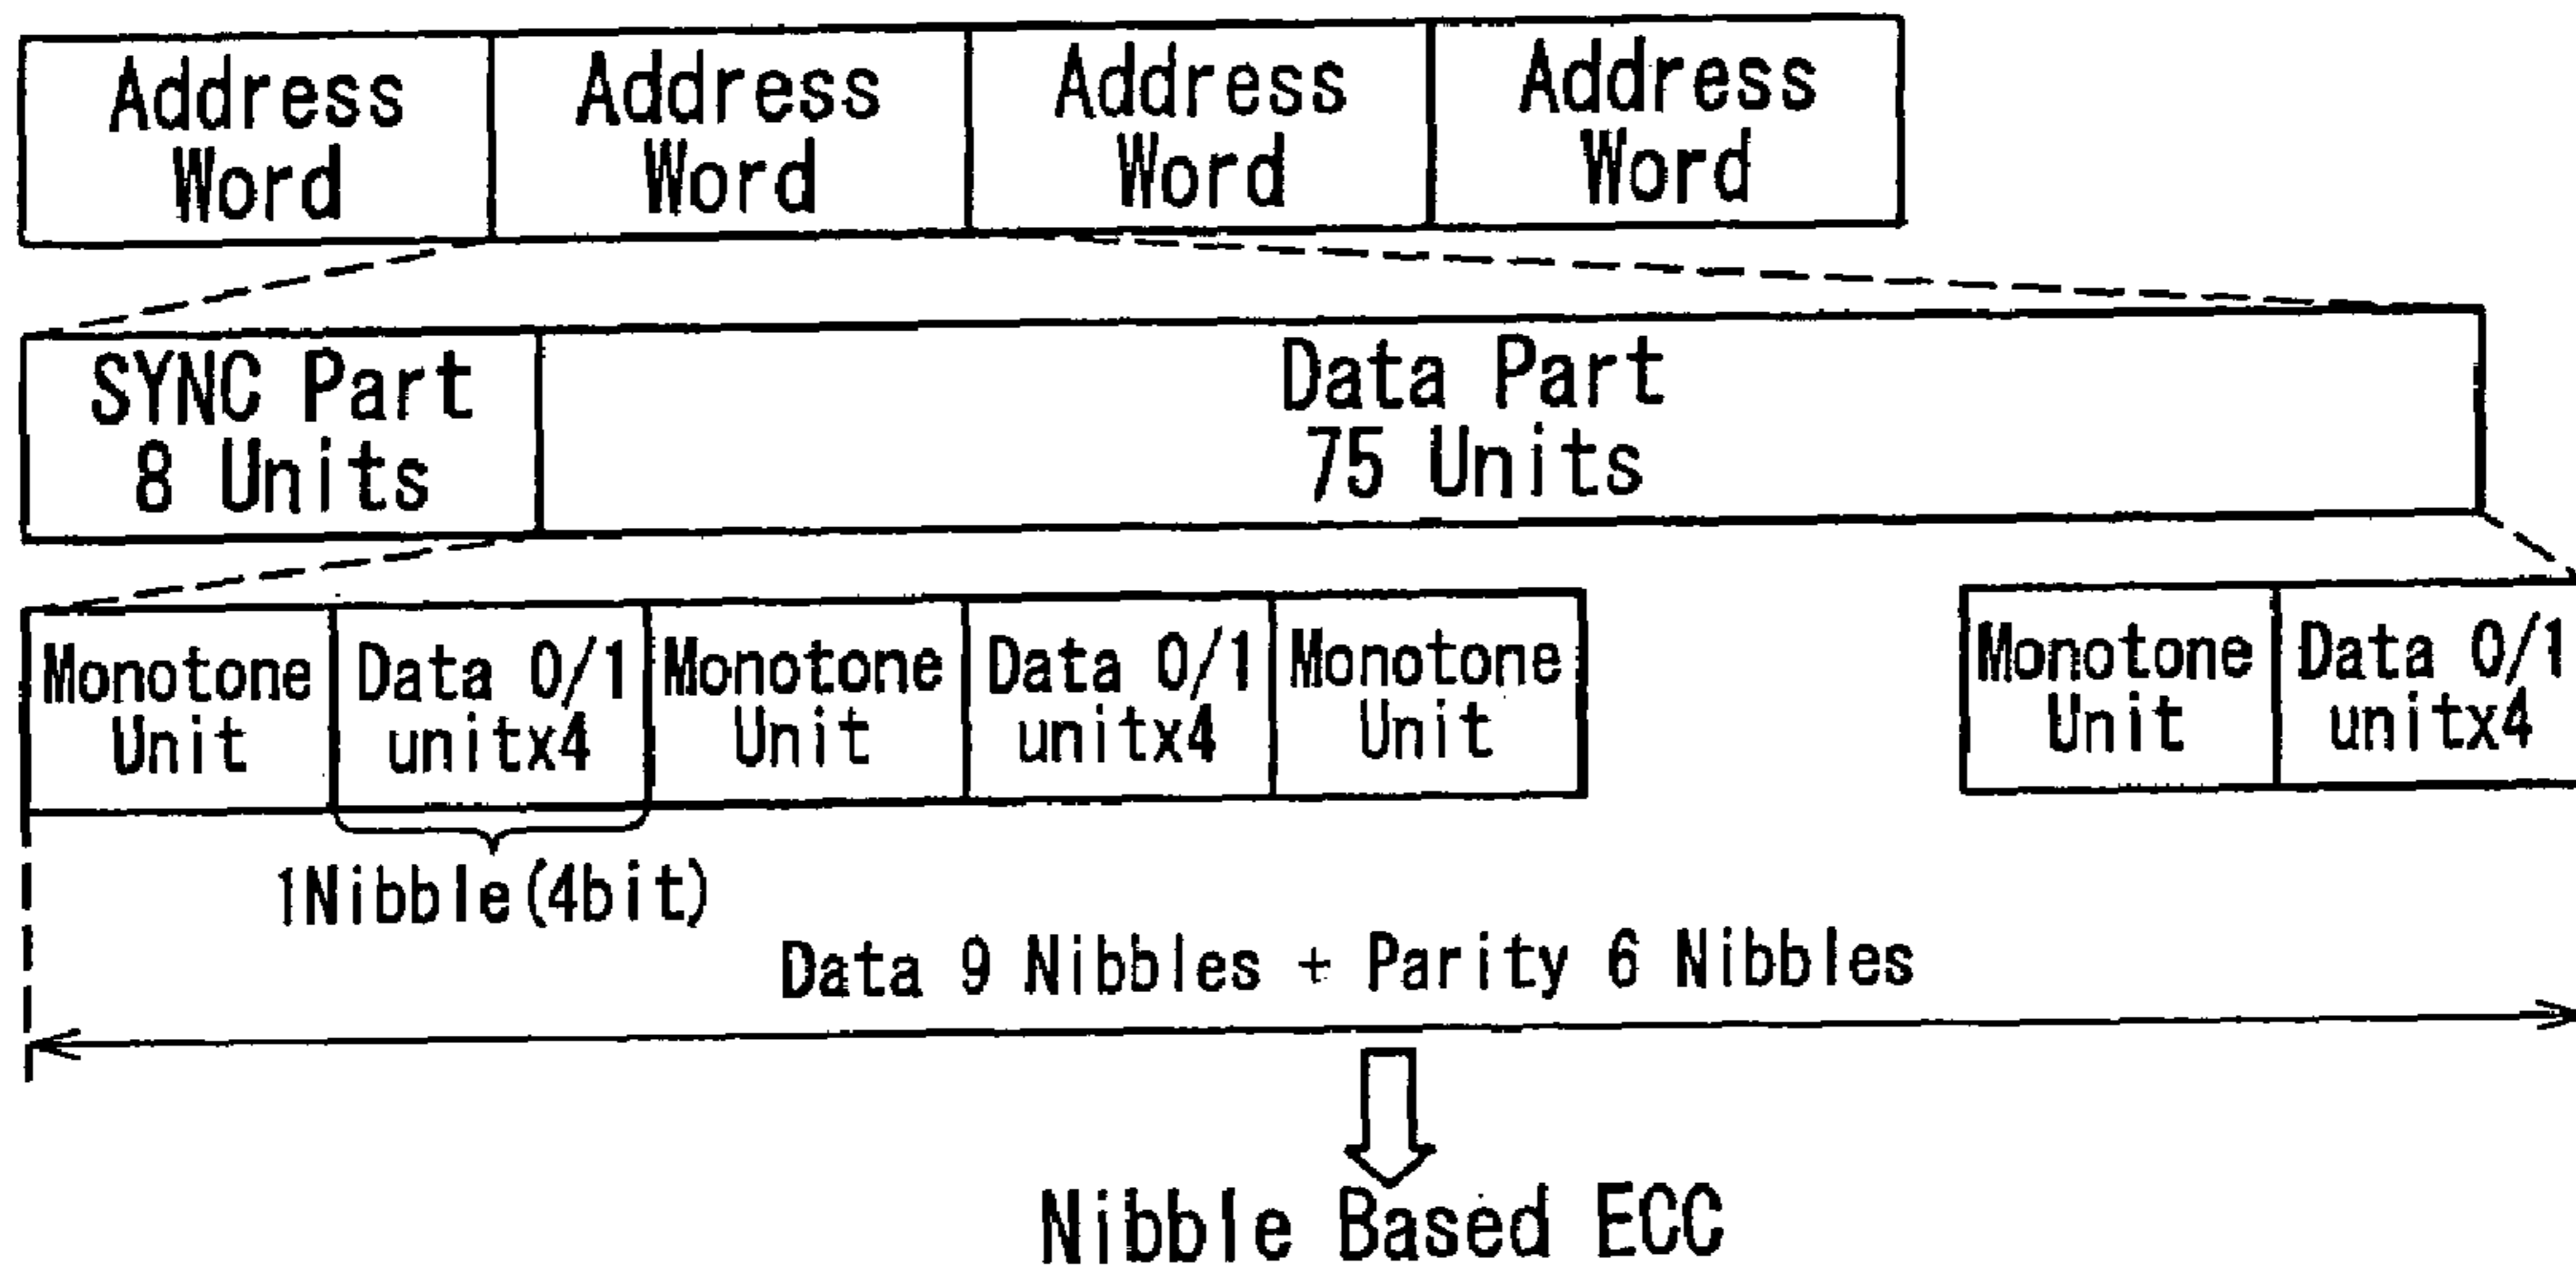 Address Address Address Address
Word Word Word Word
SYNC Part Data Part
8 Units 75 Units
Monotone Data 0/1 Monotone Data 0/1 Monotone Monotone Data 0/1
Unit unitx4 Unit unitx4 Unit Unit unitx4
1Nibble(4bit)
Data 9 Nibbles + Parity 6 Nibbles
Nibble Based ECC